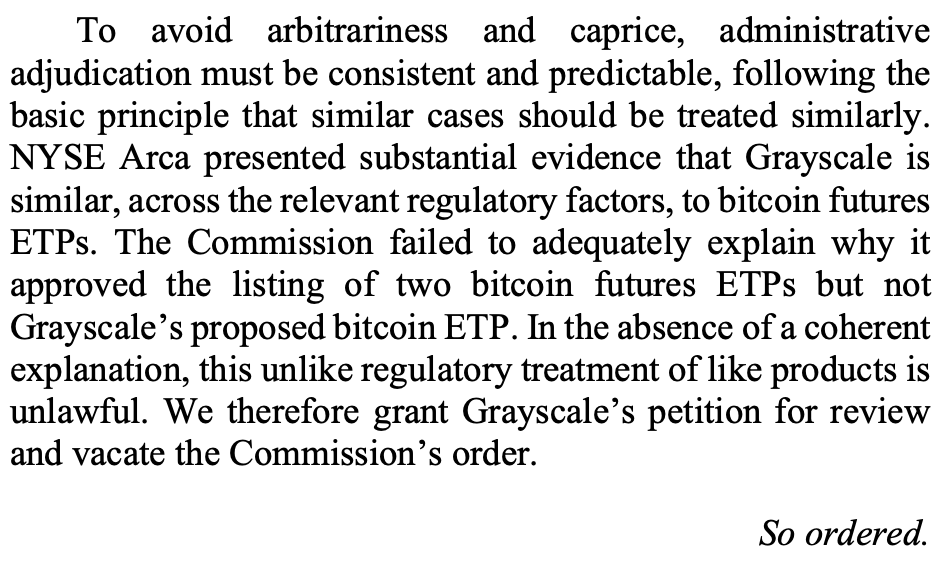 To avoid arbitrariness and caprice, administrative
adjudication must be consistent and predictable, following the
basic principle that similar cases should be treated similarly.
NYSE Arca presented substantial evidence that Grayscale is
similar, across the relevant regulatory factors, to bitcoin futures
ETPs. The Commission failed to adequately explain why it
approved the listing of two bitcoin futures ETPs but not
Grayscale’s proposed bitcoin ETP. In the absence of a coherent
explanation, this unlike regulatory treatment of like products is
unlawful. We therefore grant Grayscale’s petition for review
and vacate the Commission’s order.
So ordered.